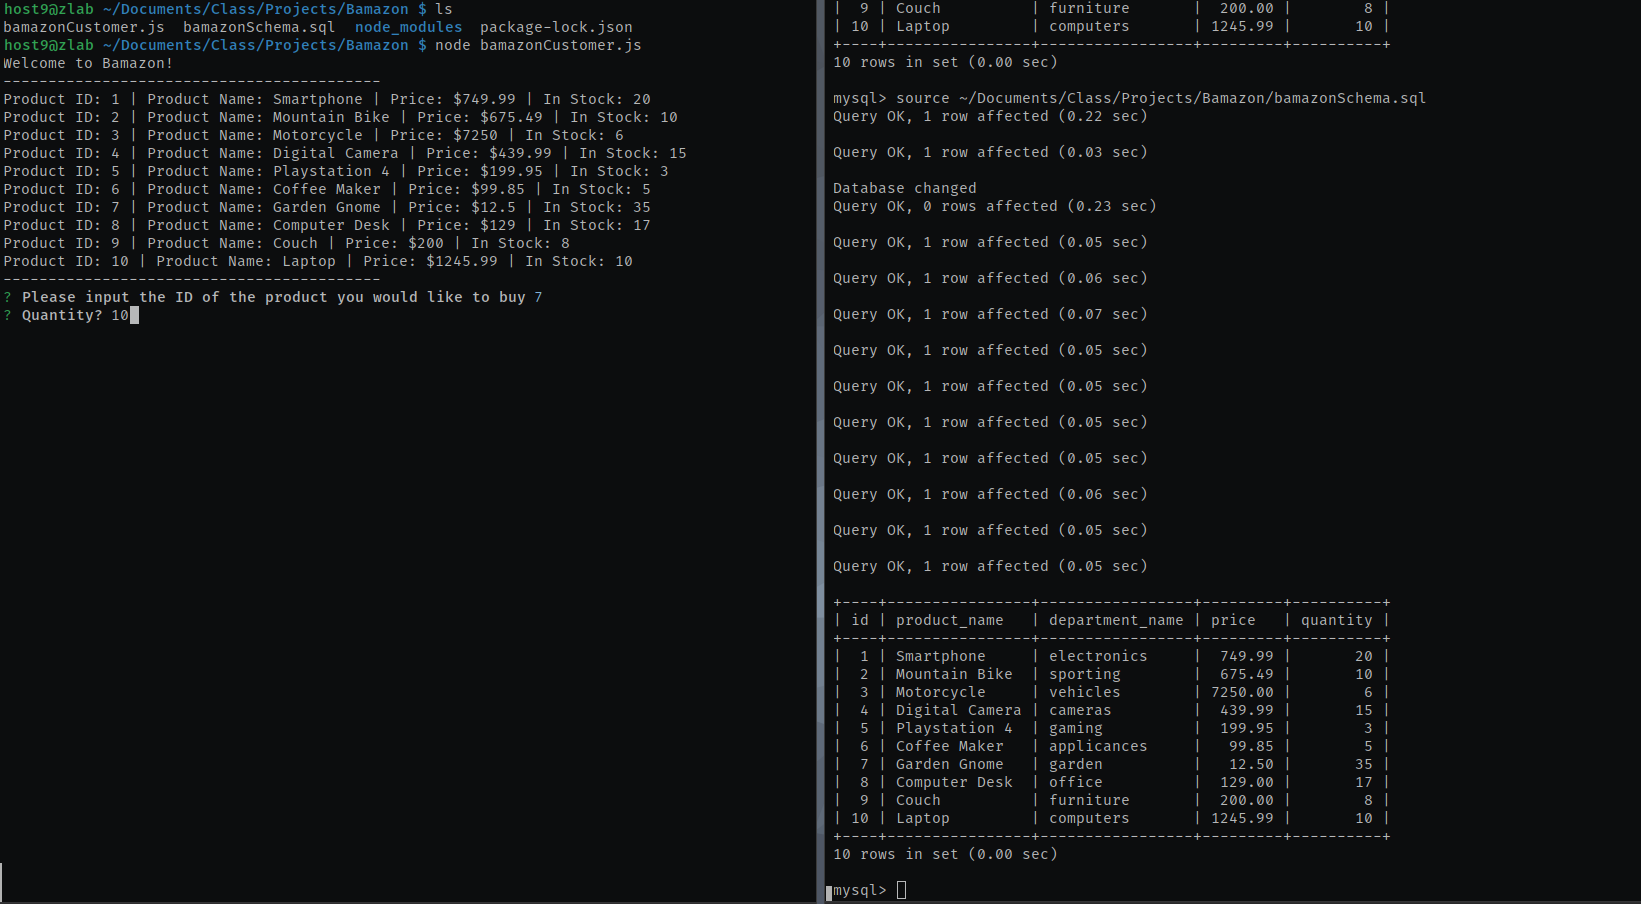 host9@zlab ~/Documents/Class/Projects/Bamazon $ ls
bamazonCustomer.js  bamazonSchema.sql  node_modules  package-lock.json
host9@zlab ~/Documents/Class/Projects/Bamazon $ node bamazonCustomer.js
Welcome to Bamazon!
------------------------------------------
Product ID: 1 | Product Name: Smartphone | Price: $749.99 | In Stock: 20
Product ID: 2 | Product Name: Mountain Bike | Price: $675.49 | In Stock: 10
Product ID: 3 | Product Name: Motorcycle | Price: $7250 | In Stock: 6
Product ID: 4 | Product Name: Digital Camera | Price: $439.99 | In Stock: 15
Product ID: 5 | Product Name: Playstation 4 | Price: $199.95 | In Stock: 3
Product ID: 6 | Product Name: Coffee Maker | Price: $99.85 | In Stock: 5
Product ID: 7 | Product Name: Garden Gnome | Price: $12.5 | In Stock: 35
Product ID: 8 | Product Name: Computer Desk | Price: $129 | In Stock: 17
Product ID: 9 | Product Name: Couch | Price: $200 | In Stock: 8
Product ID: 10 | Product Name: Laptop | Price: $1245.99 | In Stock: 10
------------------------------------------
? Please input the ID of the product you would like to buy 7
? Quantity? 10
|  9 | Couch          | furniture       |  200.00 |        8 |
| 10 | Laptop         | computers       | 1245.99 |       10 |
+----+----------------+-----------------+---------+----------+
10 rows in set (0.00 sec)
mysql> source ~/Documents/Class/Projects/Bamazon/bamazonSchema.sql
Query OK, 1 row affected (0.22 sec)
Query OK, 1 row affected (0.03 sec)
Database changed
Query OK, 0 rows affected (0.23 sec)
Query OK, 1 row affected (0.05 sec)
Query OK, 1 row affected (0.06 sec)
Query OK, 1 row affected (0.07 sec)
Query OK, 1 row affected (0.05 sec)
Query OK, 1 row affected (0.05 sec)
Query OK, 1 row affected (0.05 sec)
Query OK, 1 row affected (0.05 sec)
Query OK, 1 row affected (0.06 sec)
Query OK, 1 row affected (0.05 sec)
Query OK, 1 row affected (0.05 sec)
+----+----------------+-----------------+---------+----------+
| id | product_name   | department_name | price   | quantity |
+----+----------------+-----------------+---------+----------+
|  1 | Smartphone     | electronics     |  749.99 |       20 |
|  2 | Mountain Bike  | sporting        |  675.49 |       10 |
|  3 | Motorcycle     | vehicles        | 7250.00 |        6 |
|  4 | Digital Camera | cameras         |  439.99 |       15 |
|  5 | Playstation 4  | gaming          |  199.95 |        3 |
|  6 | Coffee Maker   | applicances     |   99.85 |        5 |
|  7 | Garden Gnome   | garden          |   12.50 |       35 |
|  8 | Computer Desk  | office          |  129.00 |       17 |
|  9 | Couch          | furniture       |  200.00 |        8 |
| 10 | Laptop         | computers       | 1245.99 |       10 |
+----+----------------+-----------------+---------+----------+
10 rows in set (0.00 sec)
mysql>